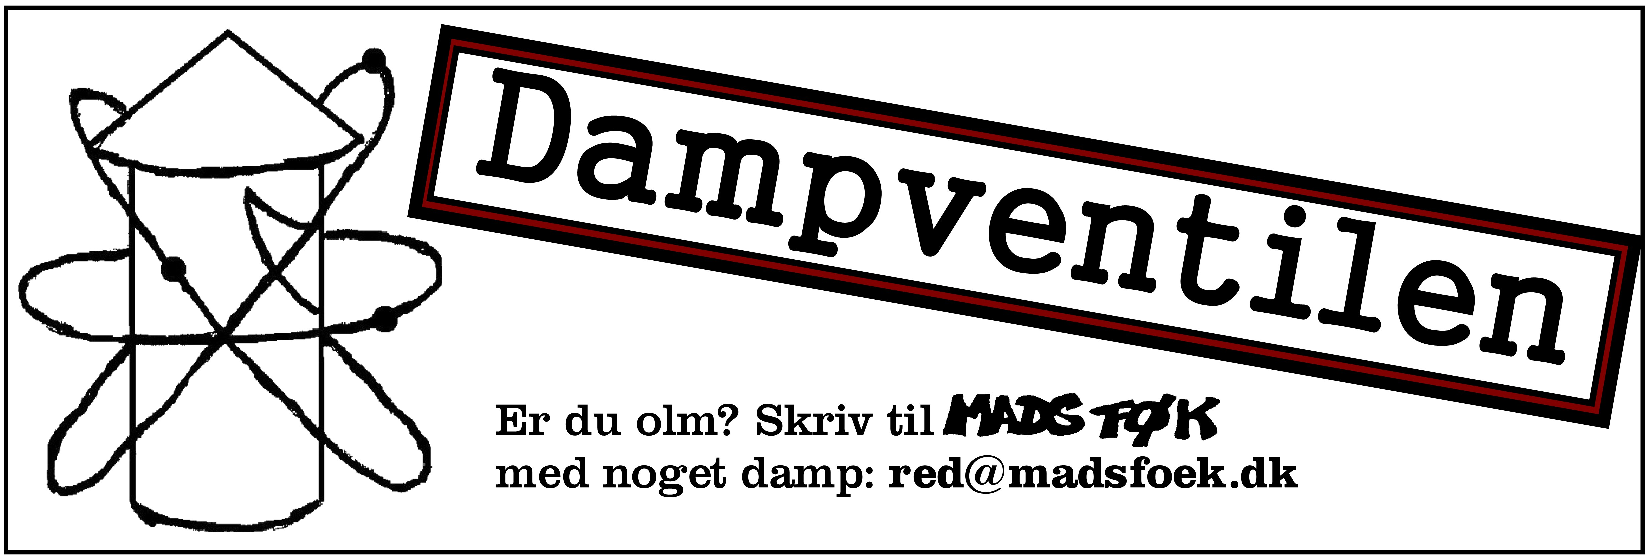 Dampventilen
Er du olm? Skriv til MADS FØK
med noget damp: red@madsfoek.dk